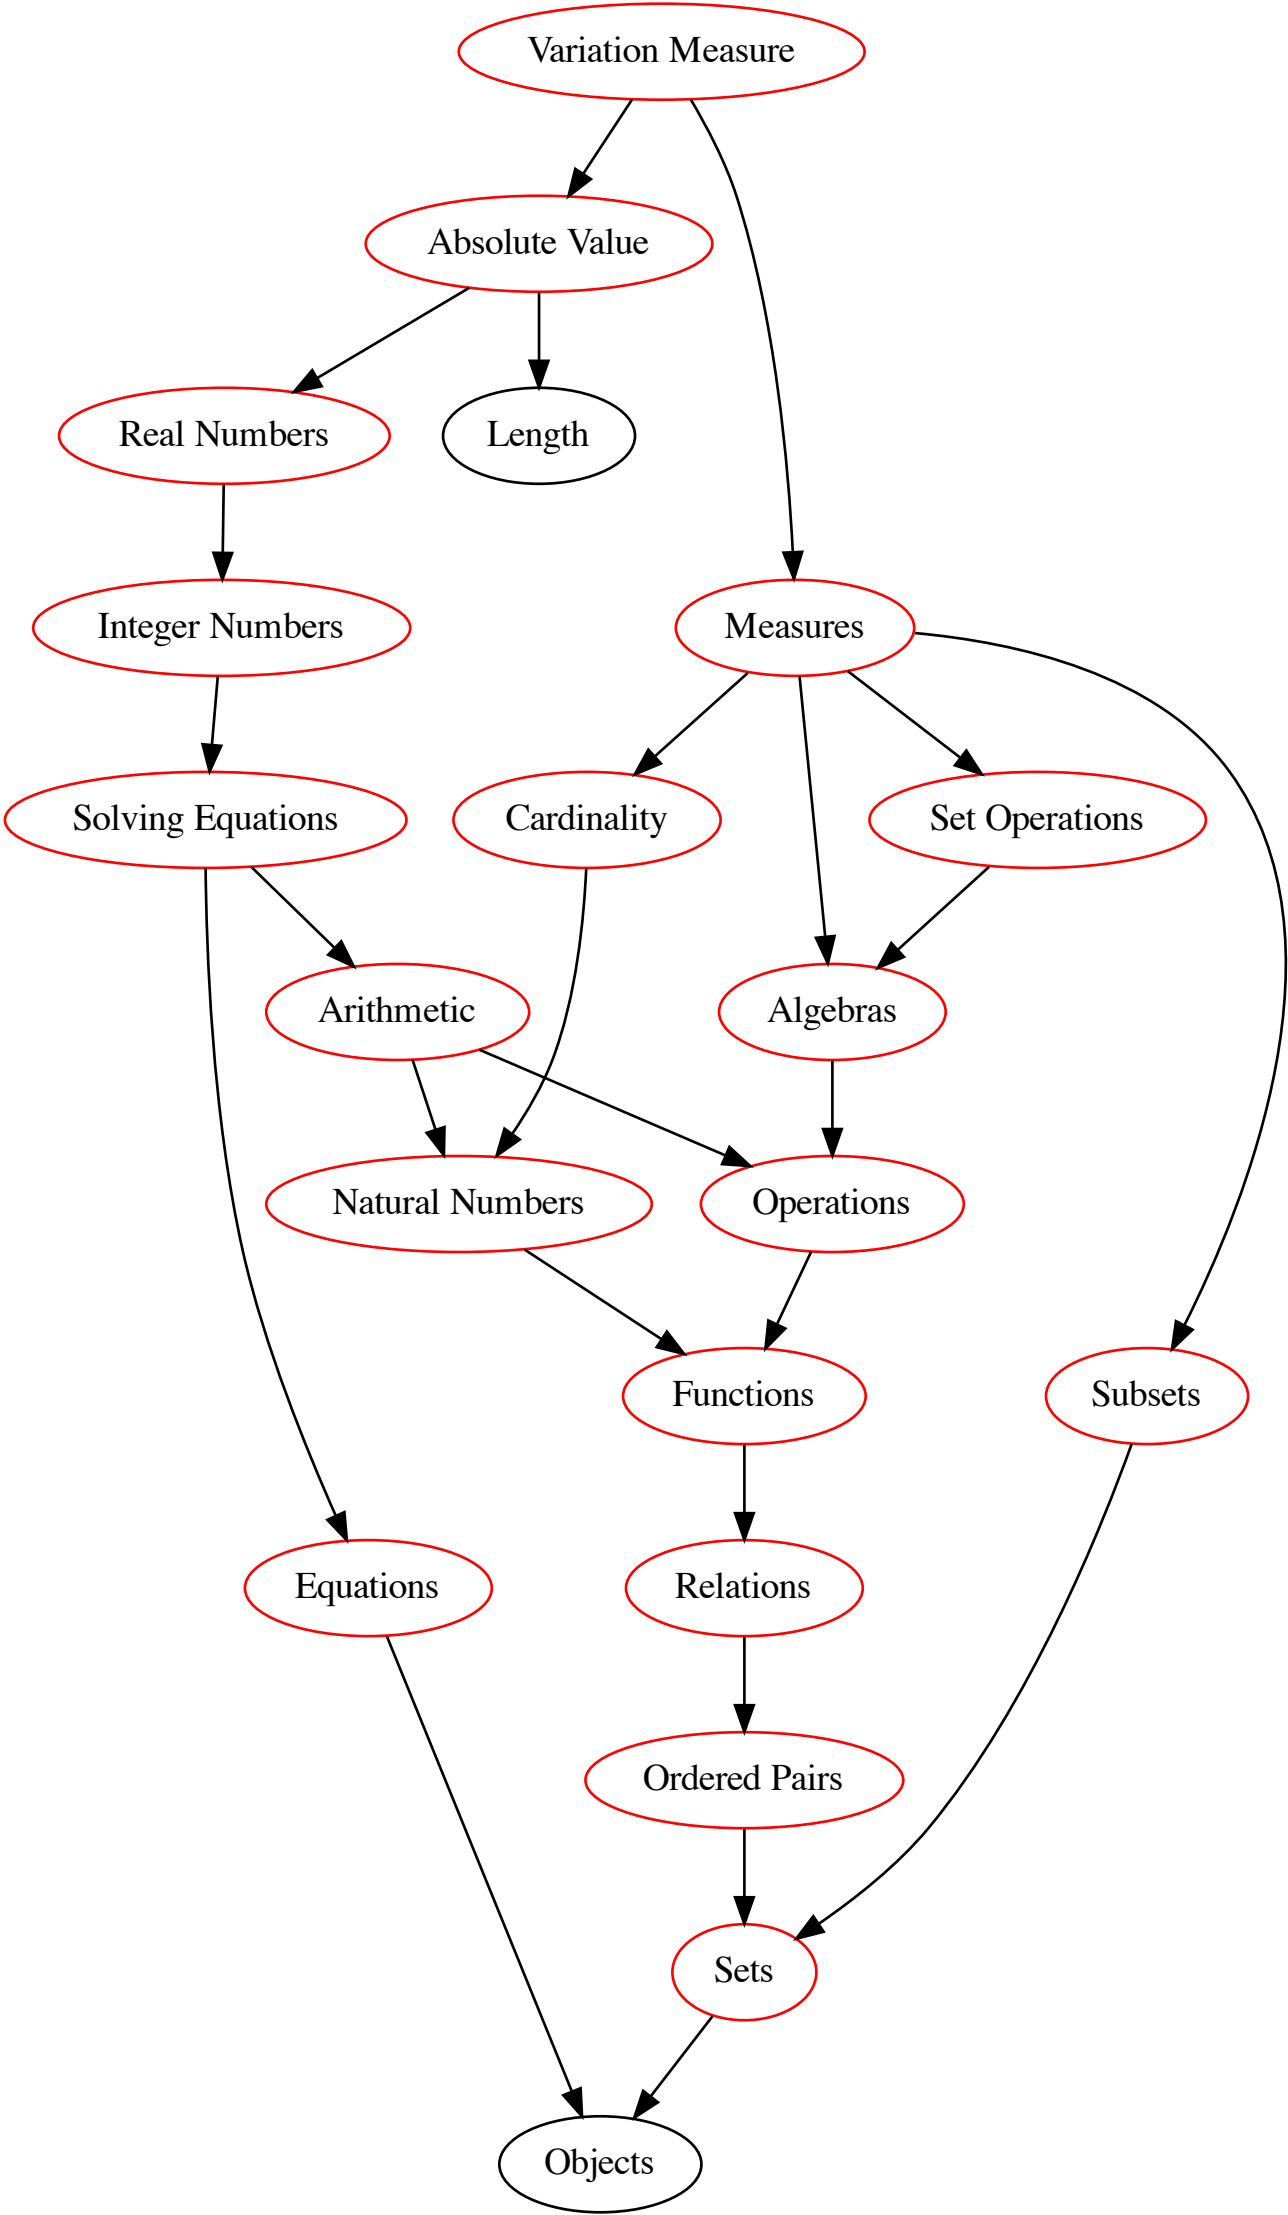 Variation Measure
Absolute Value
Real Numbers
Length
Integer Numbers
Measures
Solving Equations
Cardinality
Set Operations
Arithmetic
Algebras
Natural Numbers
Operations
Functions
Subsets
Equations
Relations
Ordered Pairs
Sets
Objects